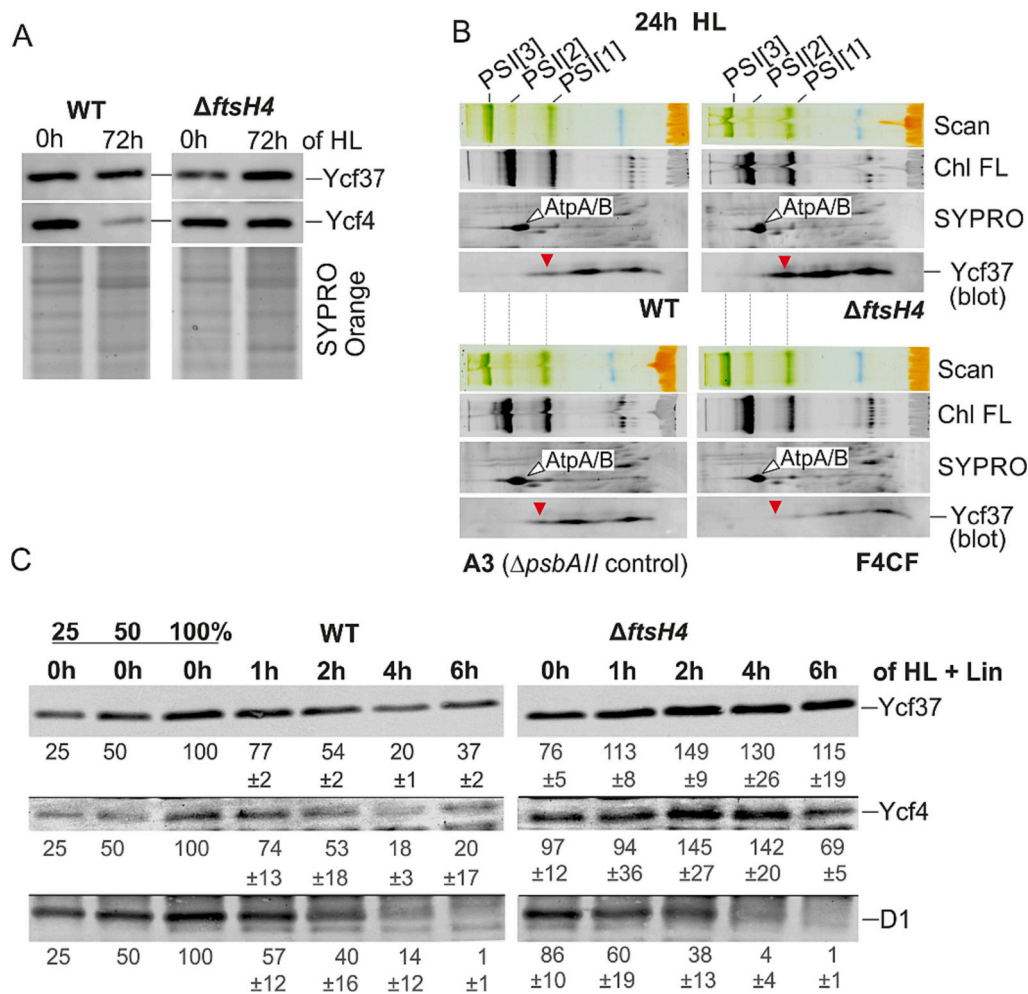 A
WT ΔftsH4
0h 72h 0h 72h of HL
Ycf37
Ycf4
SYPRO Orange
B
24h HL
PSI[3] PSI[2] PSI[1] PSI[3] PSI[2] PSI[1]
Scan
Chl FL
AtpA/B AtpA/B SYPRO
Ycf37
(blot)
WT ΔftsH4
Scan
Chl FL
AtpA/B AtpA/B SYPRO
Ycf37
(blot)
A3 (ΔpsbAII control) F4CF
C
25 50 100% WT ΔftsH4
0h 0h 0h 1h 2h 4h 6h 0h 1h 2h 4h 6h of HL + Lin
Ycf37
25 50 100 77 54 20 37 76 113 149 130 115
±2 ±2 ±1 ±2 ±5 ±8 ±9 ±26 ±19
Ycf4
25 50 100 74 53 18 20 97 94 145 142 69
±13 ±18 ±3 ±17 ±12 ±36 ±27 ±20 ±5
D1
25 50 100 57 40 14 1 86 60 38 4 1
±12 ±16 ±12 ±1 ±10 ±19 ±13 ±4 ±1